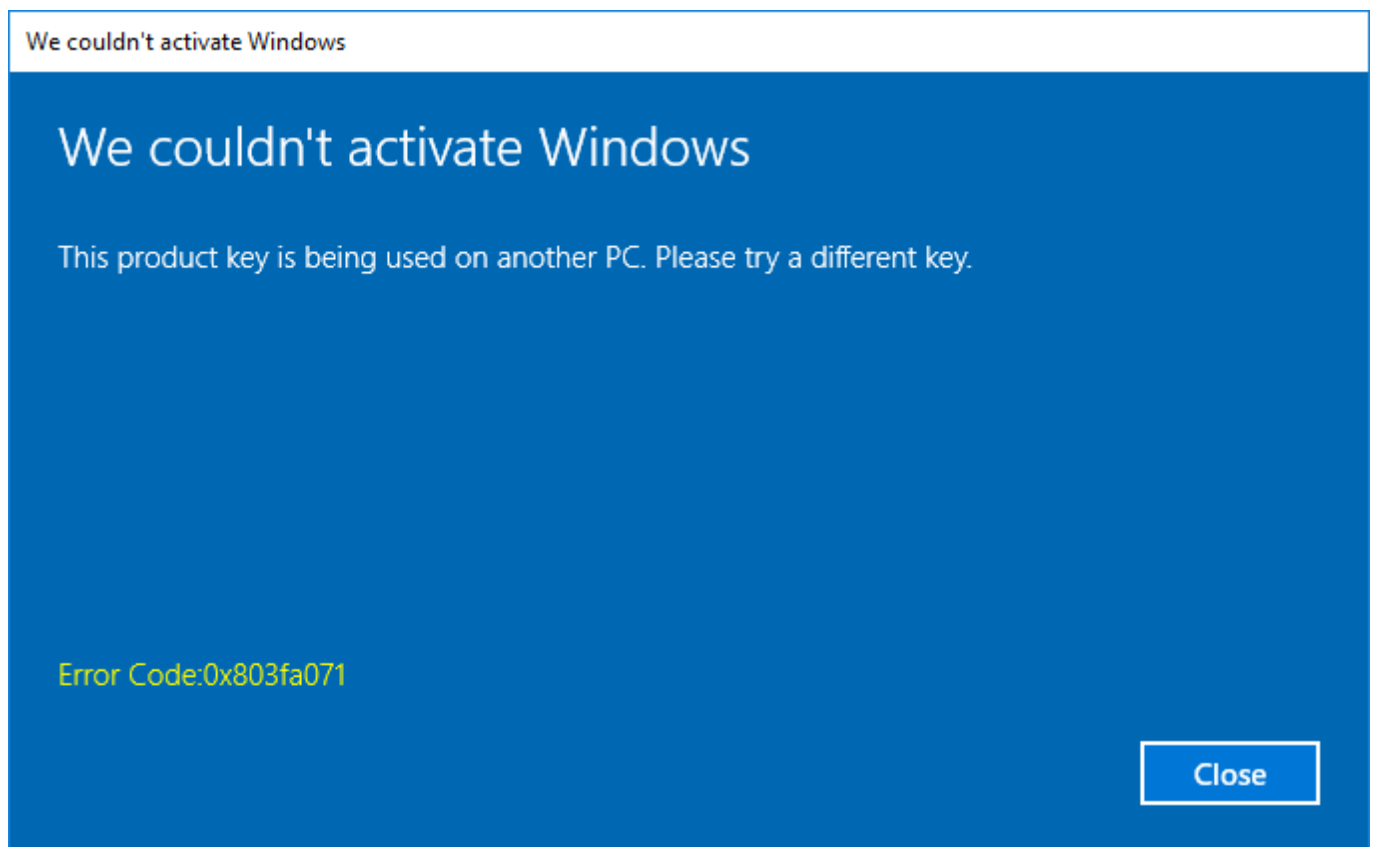 We couldn't activate Windows
We couldn't activate Windows
This product key is being used on another PC. Please try a different key.
Error Code:0x803fa071
Close